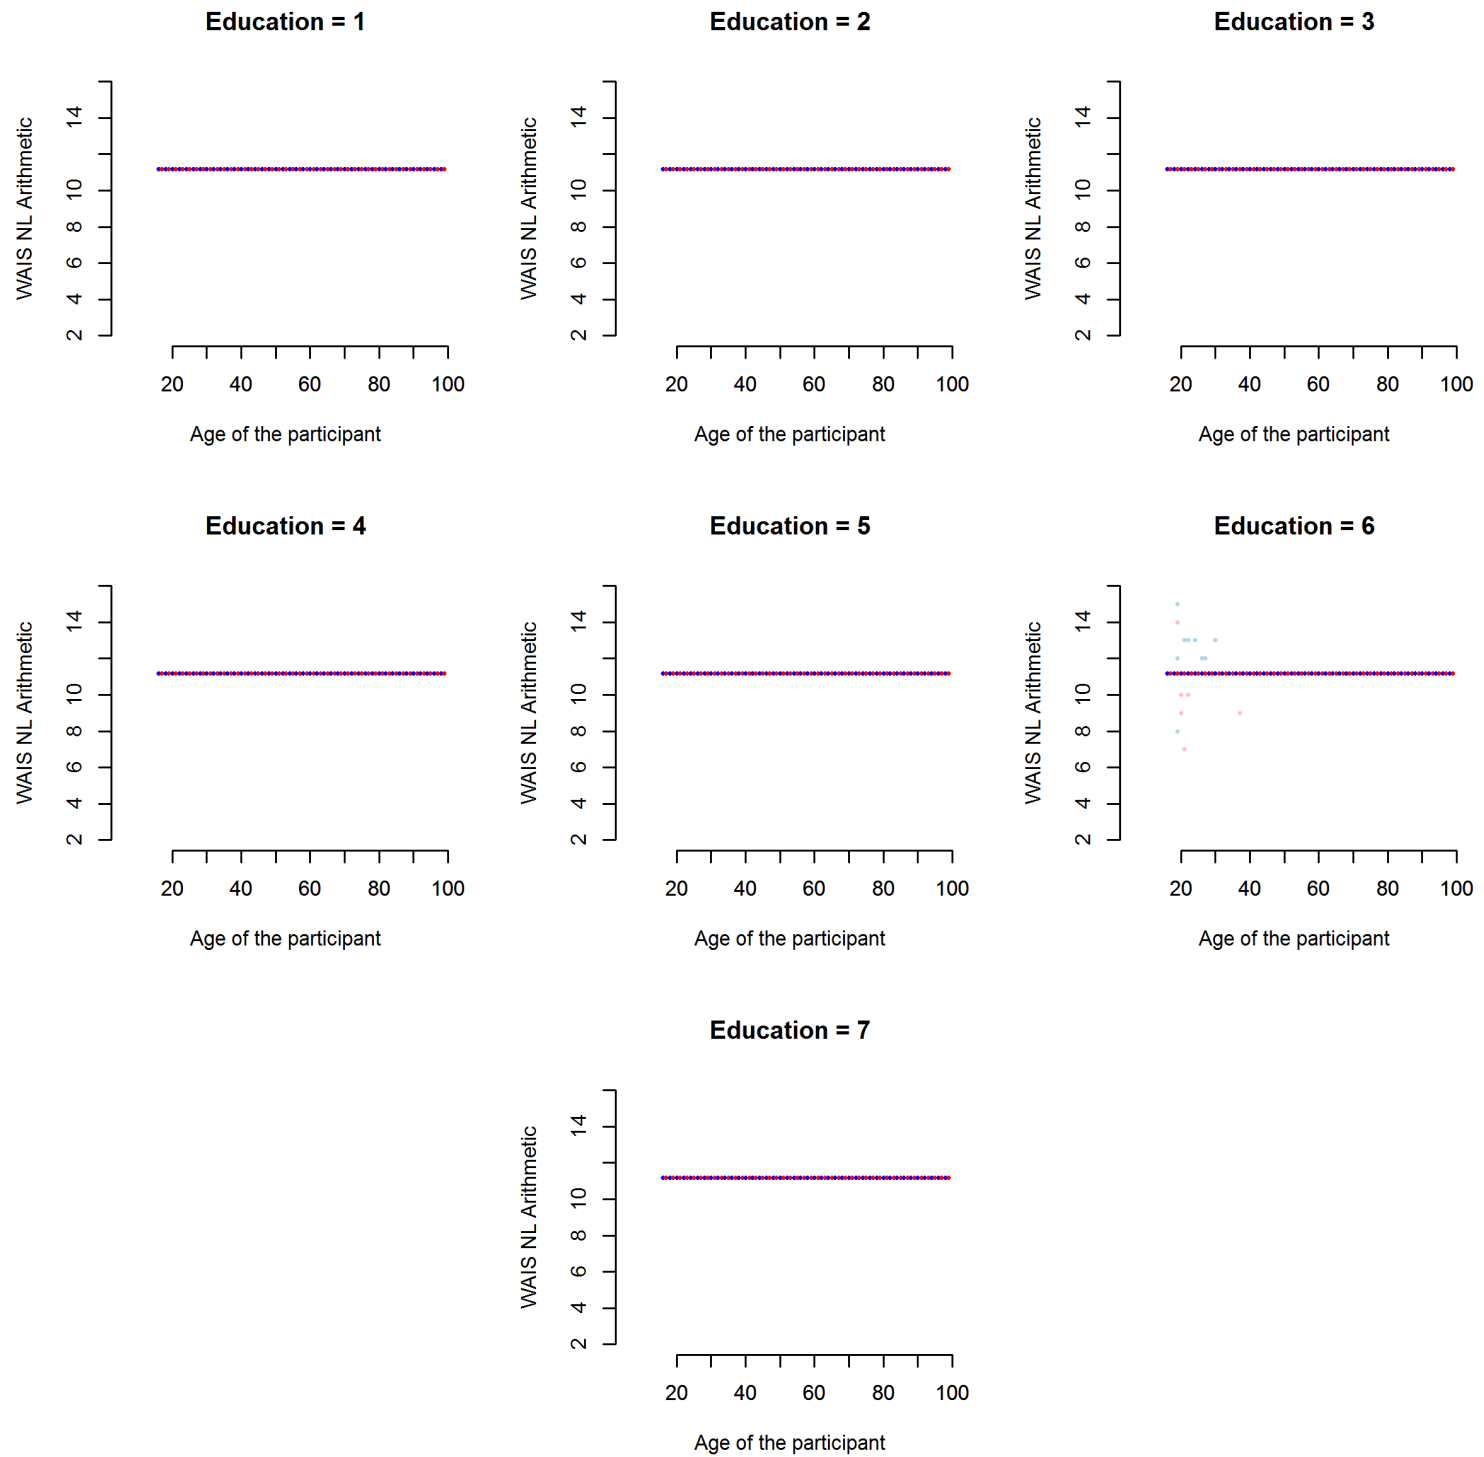 Education = 1
WAIS NL Arithmetic
14
10
8
6
4
2
20 40 60 80 100
Age of the participant
Education = 2
WAIS NL Arithmetic
14
10
8
6
4
2
20 40 60 80 100
Age of the participant
Education = 3
WAIS NL Arithmetic
14
10
8
6
4
2
20 40 60 80 100
Age of the participant
Education = 4
WAIS NL Arithmetic
14
10
8
6
4
2
20 40 60 80 100
Age of the participant
Education = 5
WAIS NL Arithmetic
14
10
8
6
4
2
20 40 60 80 100
Age of the participant
Education = 6
WAIS NL Arithmetic
14
10
8
6
4
2
20 40 60 80 100
Age of the participant
Education = 7
WAIS NL Arithmetic
14
10
8
6
4
2
20 40 60 80 100
Age of the participant